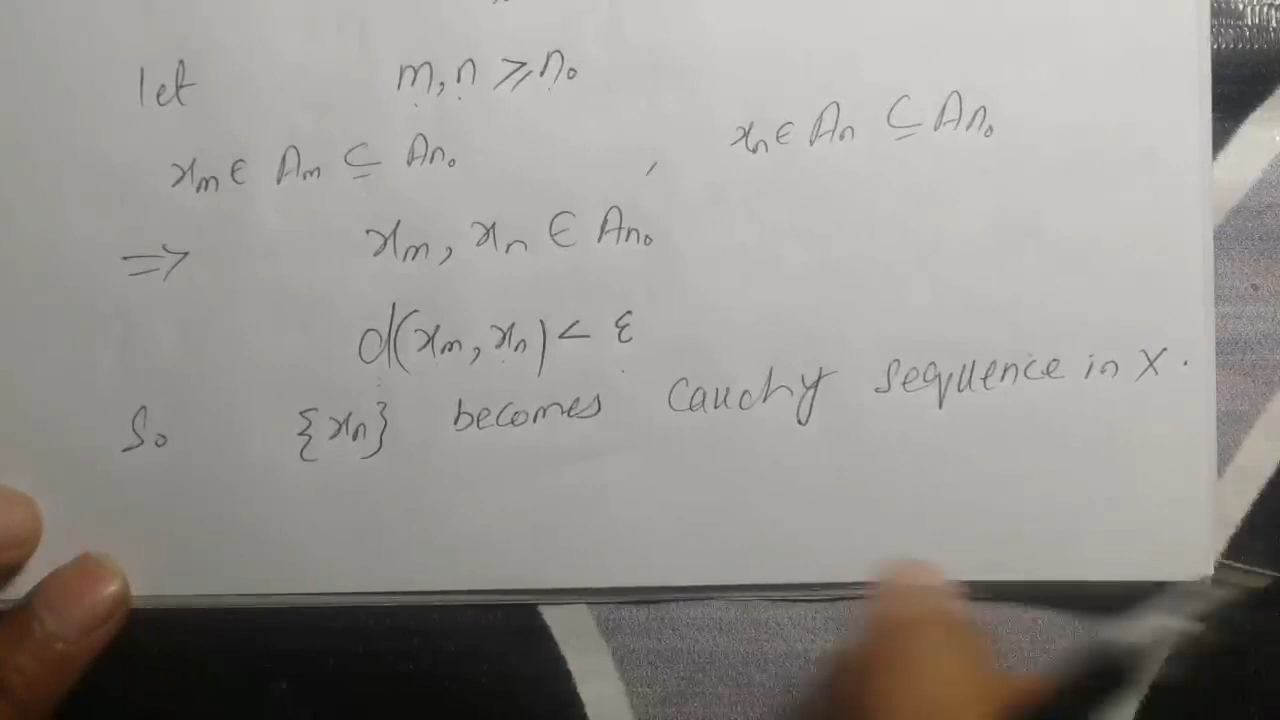 let m, n ⩾ n₀
xₘ ∈ Aₘ ⊆ Aₙ₀ , xₙ ∈ Aₙ ⊆ Aₙ₀
⇒ xₘ, xₙ ∈ Aₙ₀
d(xₘ, xₙ) < ε
So {xₙ} becomes Cauchy sequence in X.